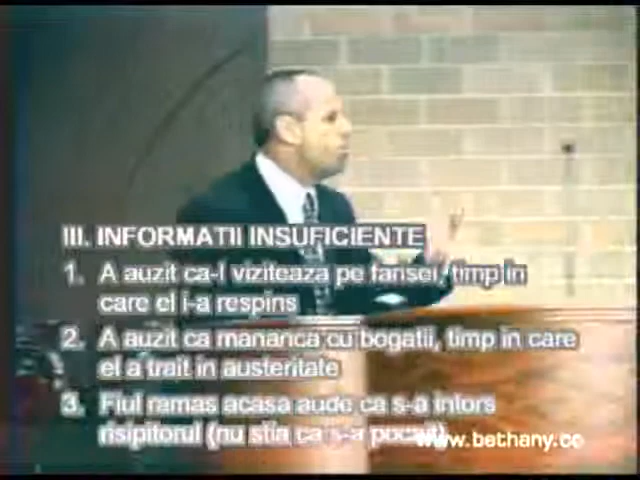 III. INFORMATII INSUFICIENTE
1. A auzit ca-l viziteaza pe farisei, timp in
care el i-a respins
2. A auzit ca mananca cu bogatii, timp in care
el a trait in austeritate
3. Fiul ramas acasa aude ca s-a intors
risipitorul (nu stia ca s-a pocait)
www.bethany.co